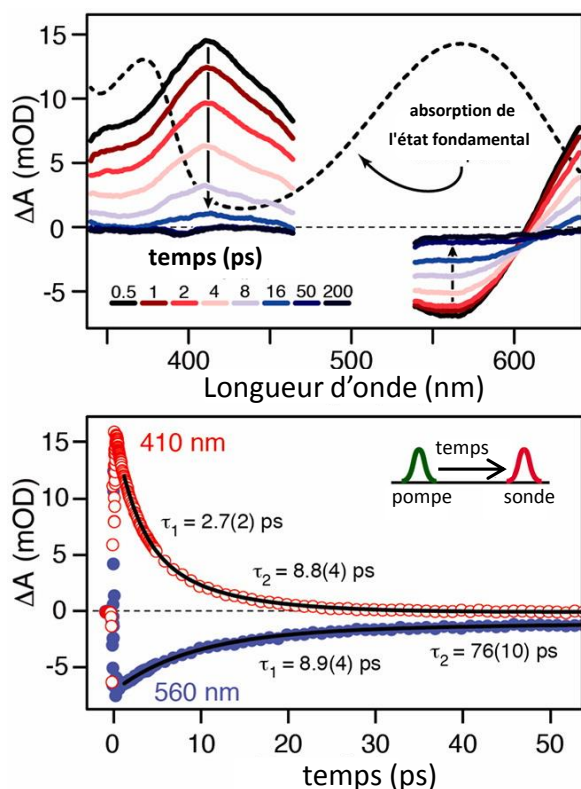 15
10
5
0
-5
ΔA (mOD)
absorption de
l'état fondamental
temps (ps)
0.5 1 2 4 8 16 50 200
400 500 600
Longueur d'onde (nm)
15
10
5
0
-5
ΔA (mOD)
410 nm
temps
pompe sonde
τ1 = 2.7(2) ps
τ2 = 8.8(4) ps
τ1 = 8.9(4) ps
τ2 = 76(10) ps
560 nm
0 10 20 30 40 50
temps (ps)